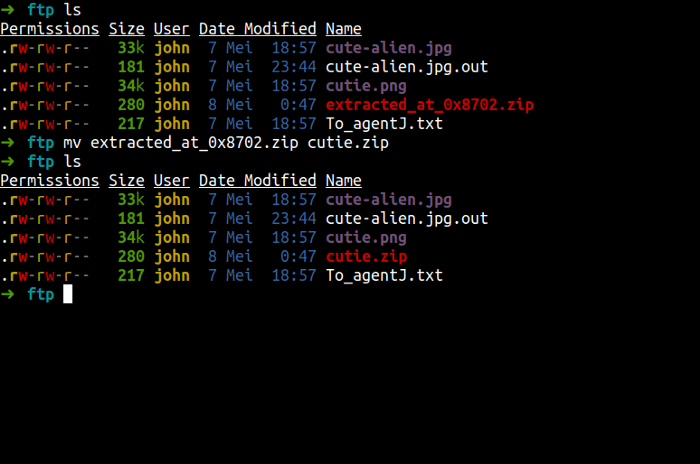 ➜ ftp ls
Permissions Size User Date Modified Name
.rw-rw-r-- 33k john 7 Mei 18:57 cute-alien.jpg
.rw-rw-r-- 181 john 7 Mei 23:44 cute-alien.jpg.out
.rw-rw-r-- 34k john 7 Mei 18:57 cutie.png
.rw-rw-r-- 280 john 8 Mei 0:47 extracted_at_0x8702.zip
.rw-rw-r-- 217 john 7 Mei 18:57 To_agentJ.txt
➜ ftp mv extracted_at_0x8702.zip cutie.zip
➜ ftp ls
Permissions Size User Date Modified Name
.rw-rw-r-- 33k john 7 Mei 18:57 cute-alien.jpg
.rw-rw-r-- 181 john 7 Mei 23:44 cute-alien.jpg.out
.rw-rw-r-- 34k john 7 Mei 18:57 cutie.png
.rw-rw-r-- 280 john 8 Mei 0:47 cutie.zip
.rw-rw-r-- 217 john 7 Mei 18:57 To_agentJ.txt
➜ ftp